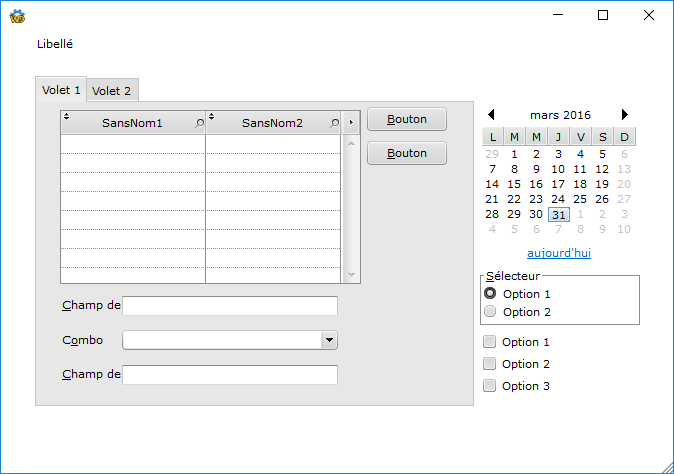 Libellé
Volet 1 Volet 2
SansNom1 SansNom2
Bouton
Bouton
Champ de
Combo
Champ de
mars 2016
L M M J V S D
29 1 2 3 4 5 6
7 8 9 10 11 12 13
14 15 16 17 18 19 20
21 22 23 24 25 26 27
28 29 30 31 1 2 3
4 5 6 7 8 9 10
aujourd'hui
Sélecteur
Option 1
Option 2
Option 1
Option 2
Option 3